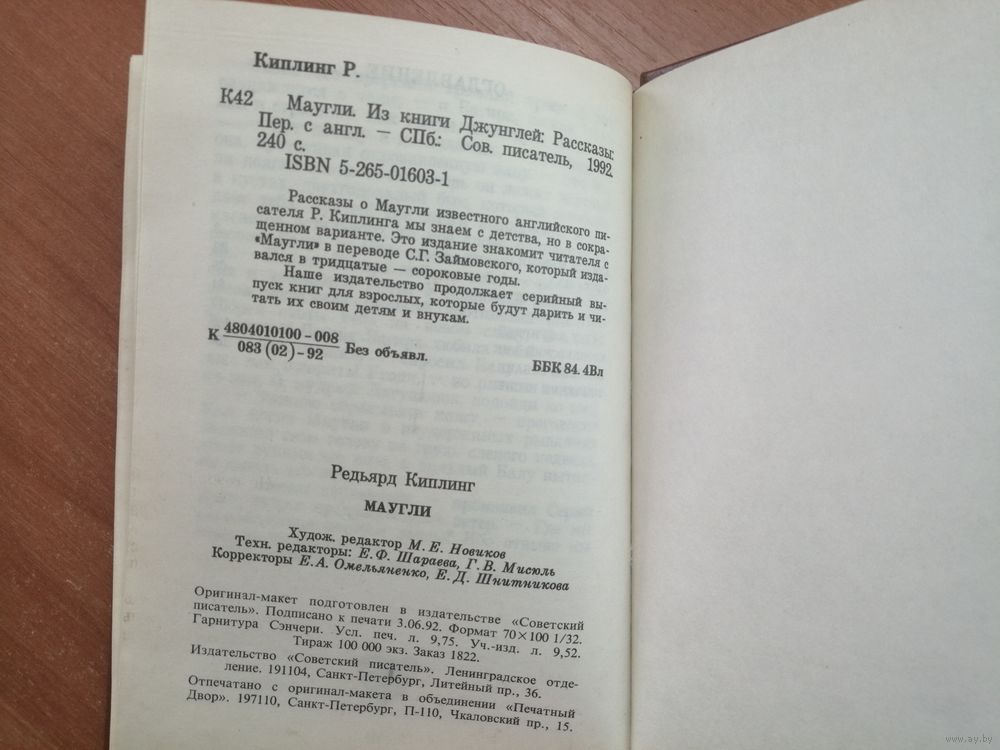 Киплинг Р.
К42 Маугли. Из книги Джунглей: Рассказы:
Пер. с англ. — СПб.: Сов. писатель, 1992.
240 с.
ISBN 5-265-01603-1
Рассказы о Маугли известного английского пи-
сателя Р. Киплинга мы знаем с детства, но в сокра-
щенном варианте. Это издание знакомит читателя с
«Маугли» в переводе С.Г. Займовского, который изда-
вался в тридцатые — сороковые годы.
Наше издательство продолжает серийный вы-
пуск книг для взрослых, которые будут дарить и чи-
тать их своим детям и внукам.
К 4804010100-008
083(02)-92 Без объявл.
ББК 84.4Вл
Редьярд Киплинг
МАУГЛИ
Худож. редактор М. Е. Новиков
Техн. редакторы: Е.Ф. Шараева, Г. В. Мисюль
Корректоры Е.А. Омельяненко, Е. Д. Шнитникова
Оригинал-макет подготовлен в издательстве «Советский
писатель». Подписано к печати 3.06.92. Формат 70×100 1/32.
Гарнитура Сэнчери. Усл. печ. л. 9,75. Уч.-изд. л. 9,52.
Тираж 100 000 экз. Заказ 1822.
Издательство «Советский писатель». Ленинградское отде-
ление. 191104, Санкт-Петербург, Литейный пр., 36.
Отпечатано с оригинал-макета в объединении «Печатный
Двор». 197110, Санкт-Петербург, П-110, Чкаловский пр., 15.
www.ay.by